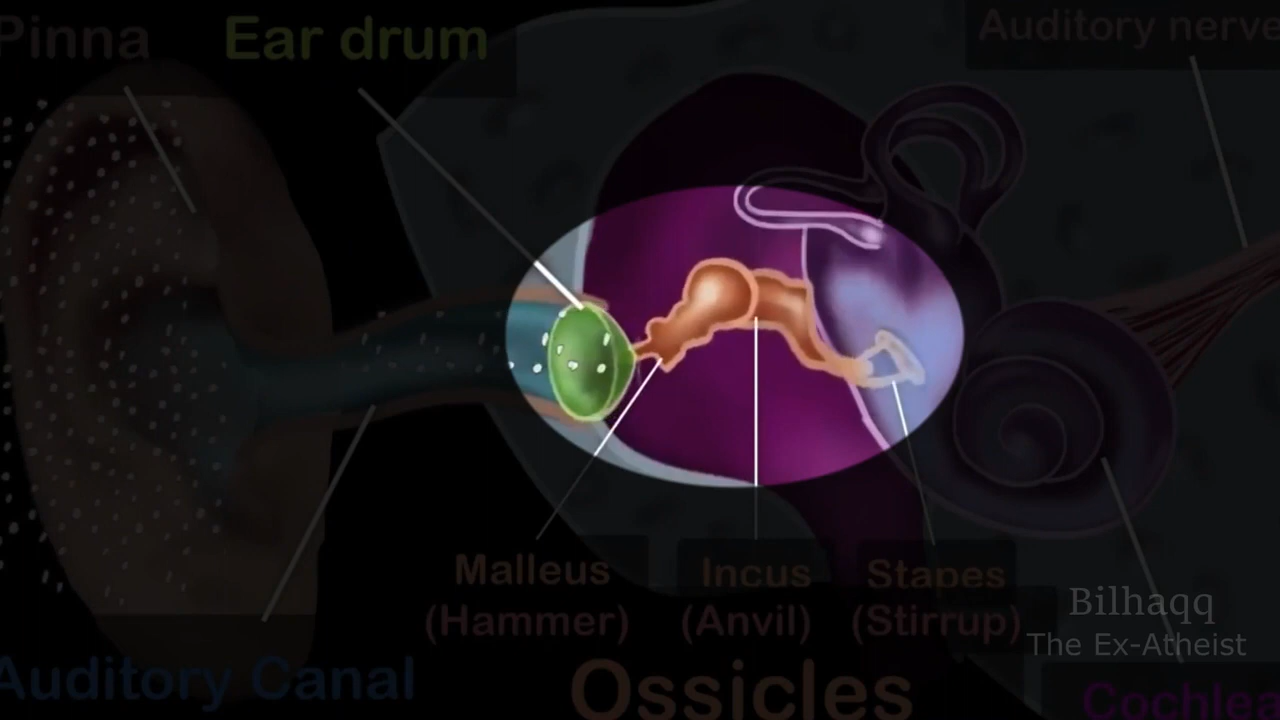 Pinna
Ear drum
Auditory nerve
Malleus
(Hammer)
Incus
(Anvil)
Stapes
(Stirrup)
Bilhaqq
The Ex-Atheist
Auditory Canal
Ossicles
Cochlea